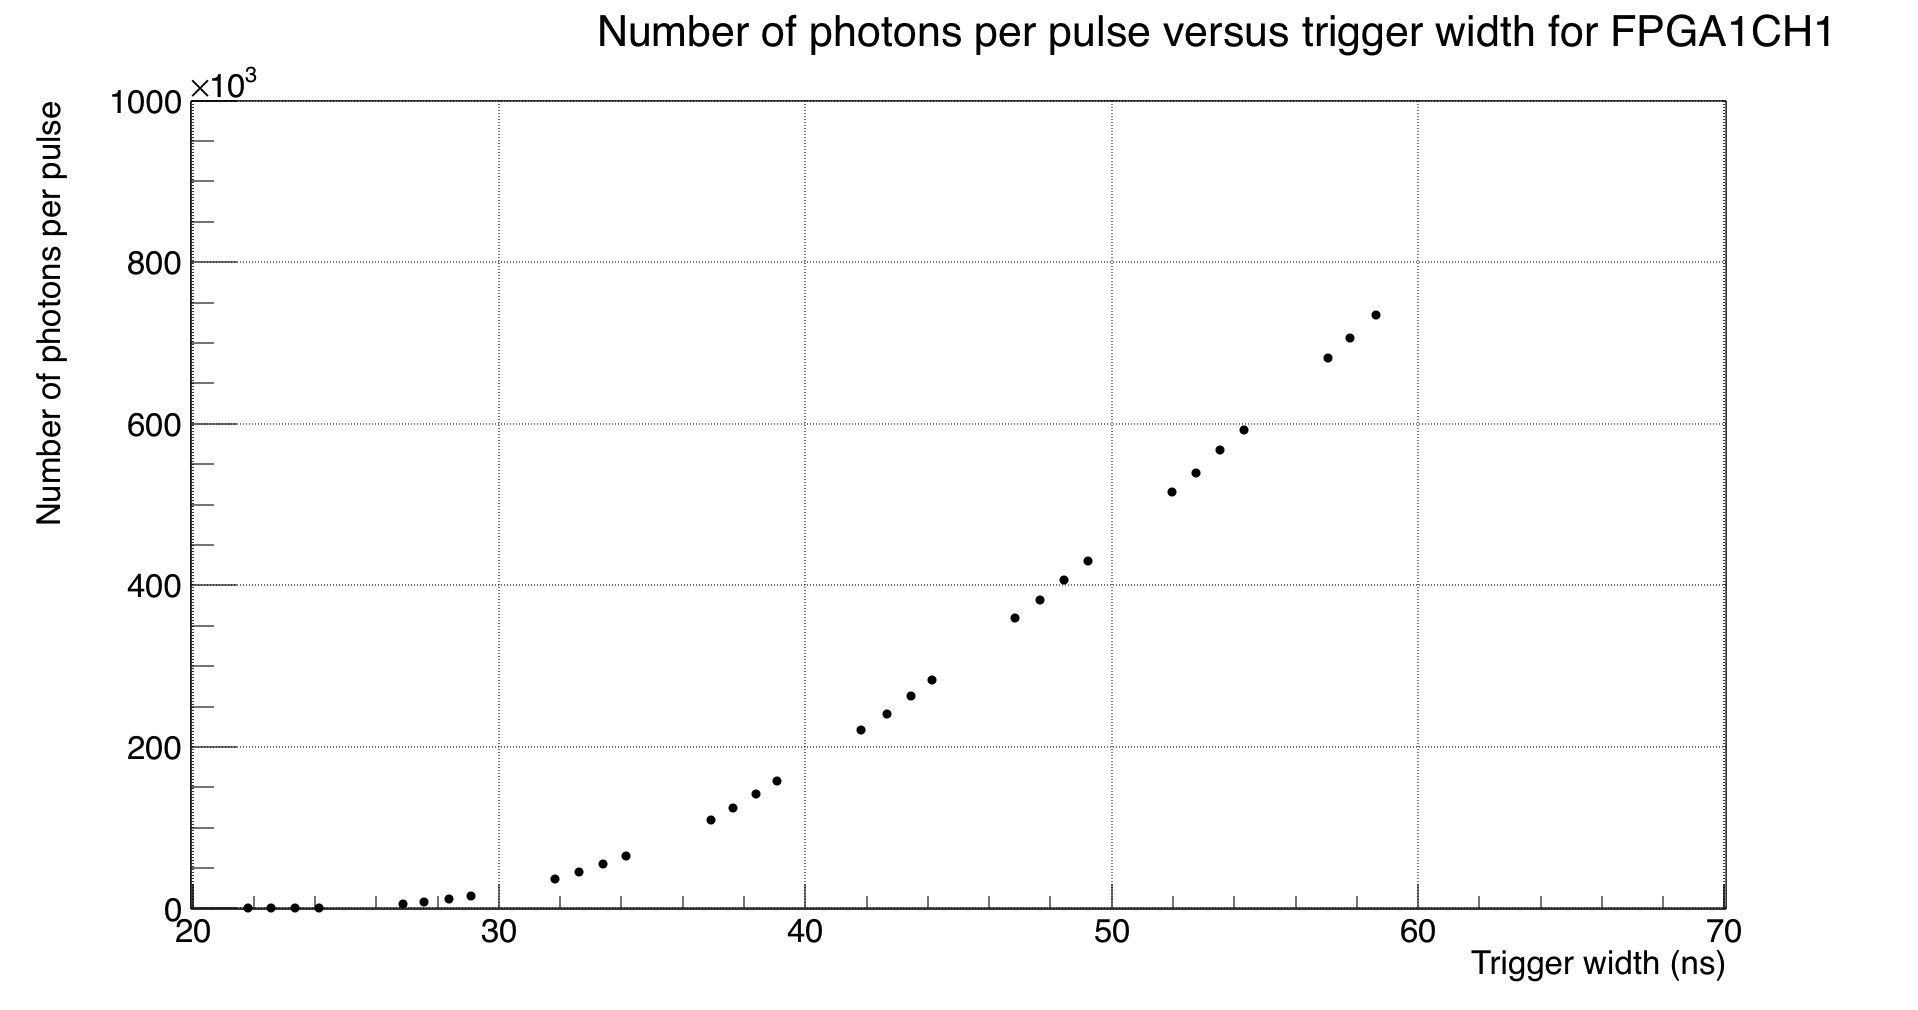 Number of photons per pulse versus trigger width for FPGA1CH1
×10³
Number of photons per pulse
1000
800
600
400
200
0
20 30 40 50 60 70
Trigger width (ns)